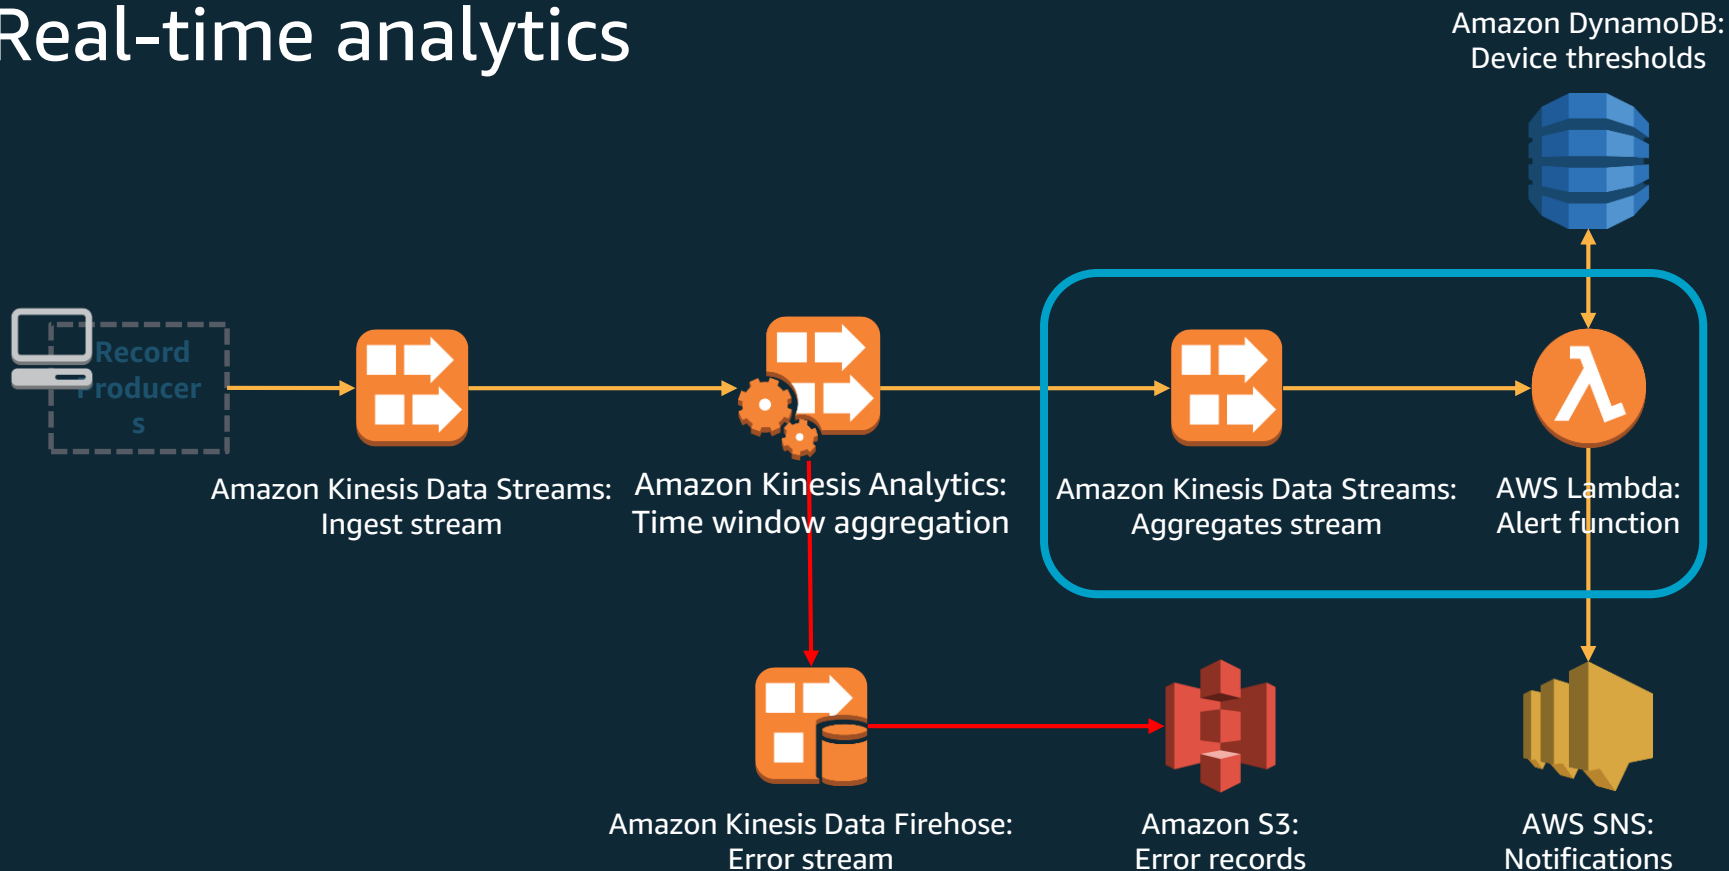 Real-time analytics
Amazon DynamoDB:
Device thresholds
Record
Producer
s
Amazon Kinesis Data Streams:
Ingest stream
Amazon Kinesis Analytics:
Time window aggregation
Amazon Kinesis Data Streams:
Aggregates stream
AWS Lambda:
Alert function
Amazon Kinesis Data Firehose:
Error stream
Amazon S3:
Error records
AWS SNS:
Notifications